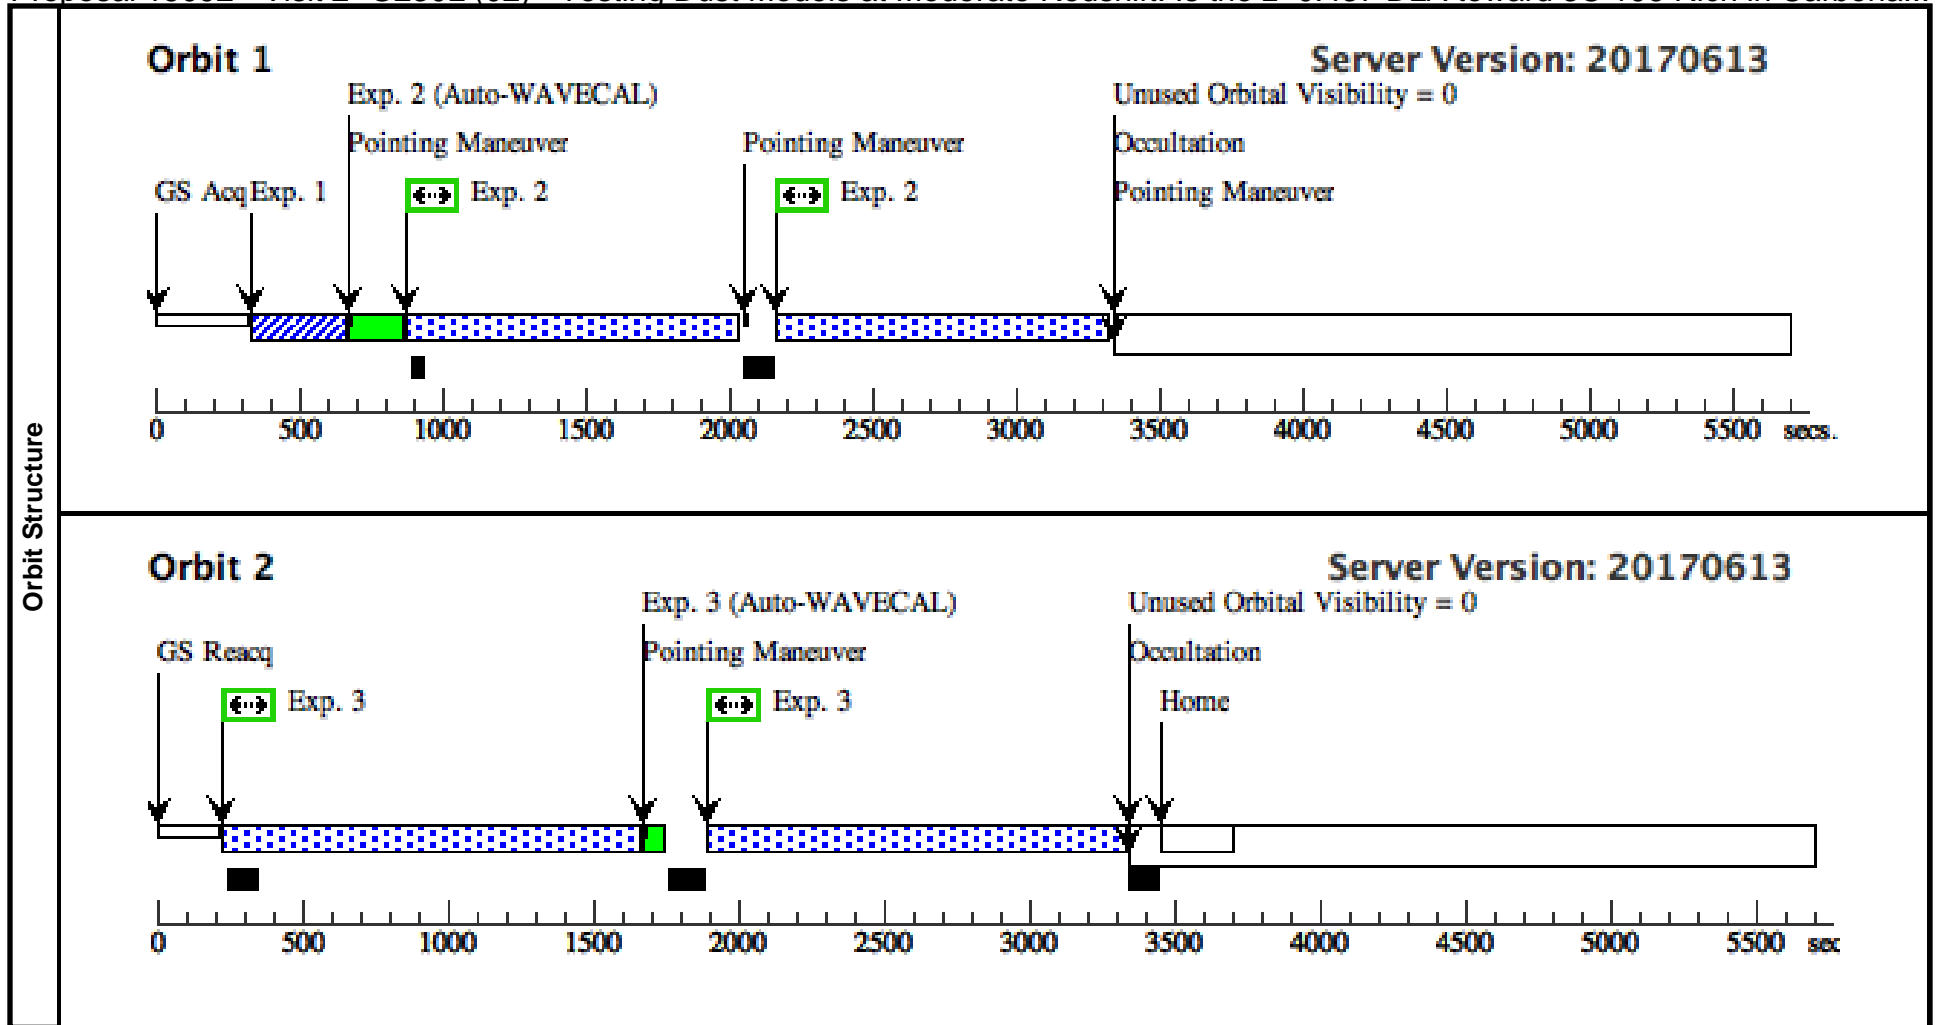 Orbit Structure
Orbit 1
Server Version: 20170613
Exp. 2 (Auto-WAVECAL)
Unused Orbital Visibility = 0
Pointing Maneuver
Pointing Maneuver
Occultation
GS Acq
Exp. 1
Exp. 2
Exp. 2
Pointing Maneuver
0 500 1000 1500 2000 2500 3000 3500 4000 4500 5000 5500 secs.
Orbit 2
Server Version: 20170613
Exp. 3 (Auto-WAVECAL)
Unused Orbital Visibility = 0
GS Reacq
Pointing Maneuver
Occultation
Exp. 3
Exp. 3
Home
0 500 1000 1500 2000 2500 3000 3500 4000 4500 5000 5500 sec